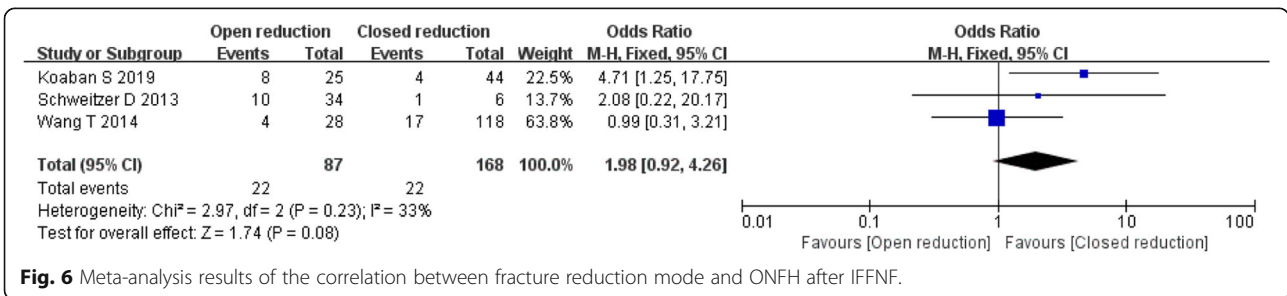 Open reduction Closed reduction Odds Ratio Odds Ratio
Study or Subgroup Events Total Events Total Weight M-H, Fixed, 95% CI M-H, Fixed, 95% CI
Koaban S 2019 8 25 4 44 22.5% 4.71 [1.25, 17.75]
Schweitzer D 2013 10 34 1 6 13.7% 2.08 [0.22, 20.17]
Wang T 2014 4 28 17 118 63.8% 0.99 [0.31, 3.21]
Total (95% CI) 87 168 100.0% 1.98 [0.92, 4.26]
Total events 22 22
Heterogeneity: Chi² = 2.97, df = 2 (P = 0.23); I² = 33%
Test for overall effect: Z = 1.74 (P = 0.08)
0.01 0.1 1 10 100
Favours [Open reduction] Favours [Closed reduction]
Fig. 6 Meta-analysis results of the correlation between fracture reduction mode and ONFH after IFFNF.